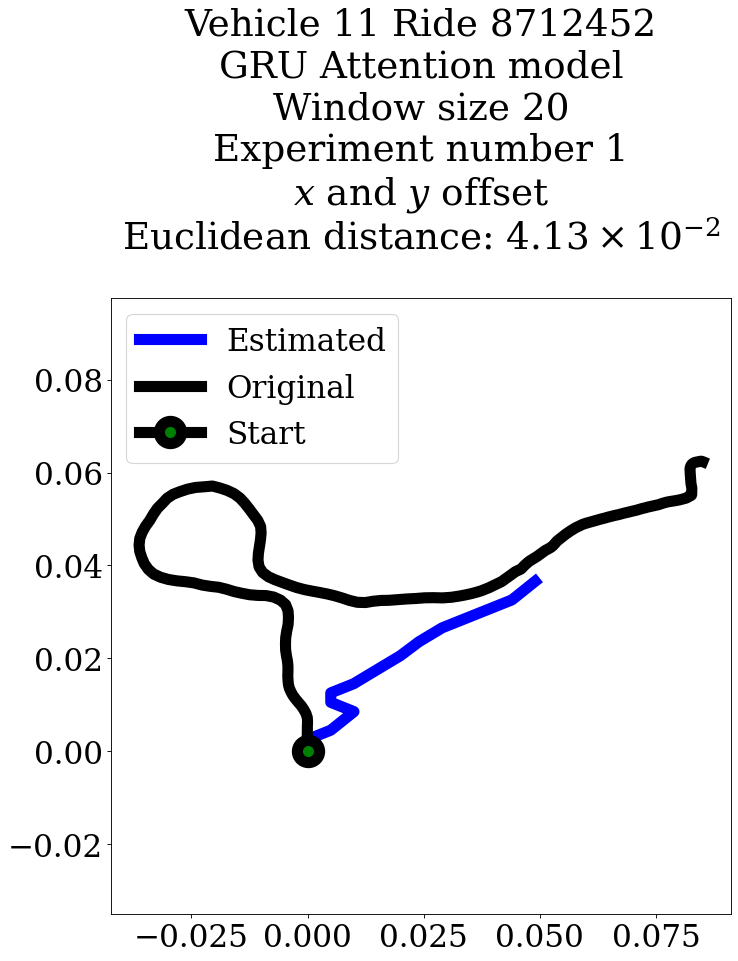 Vehicle 11 Ride 8712452
GRU Attention model
Window size 20
Experiment number 1
x and y offset
Euclidean distance: 4.13 × 10⁻²
Estimated
Original
Start
0.08
0.06
0.04
0.02
0.00
−0.02
−0.025 0.000 0.025 0.050 0.075